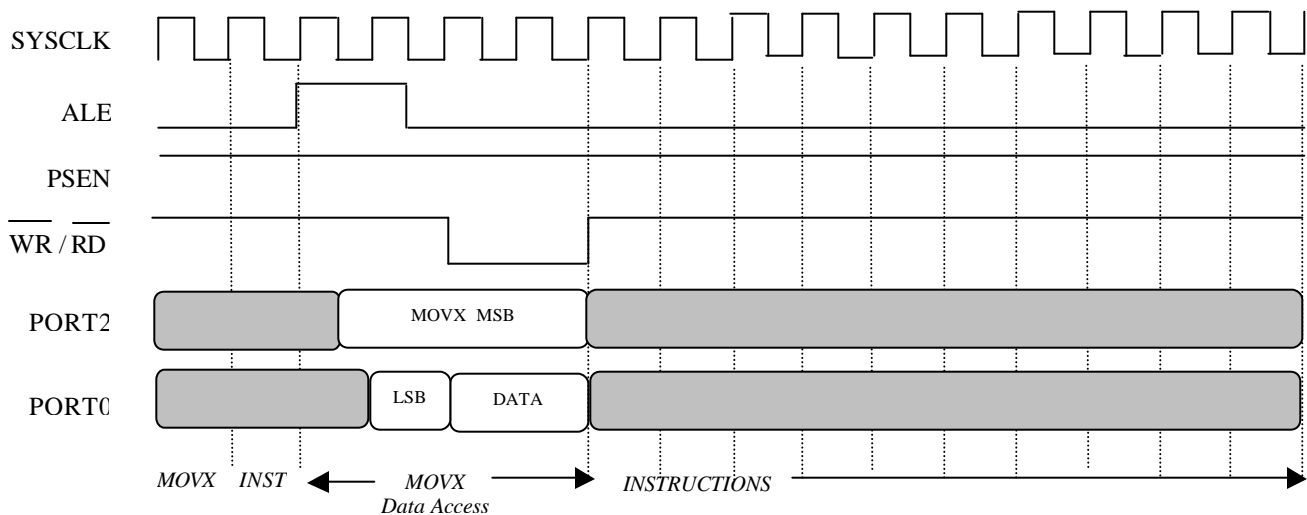 SYSCLK
ALE
PSEN
WR / RD
PORT2
MOVX MSB
PORT0
LSB
DATA
MOVX INST MOVX INSTRUCTIONS
Data Access